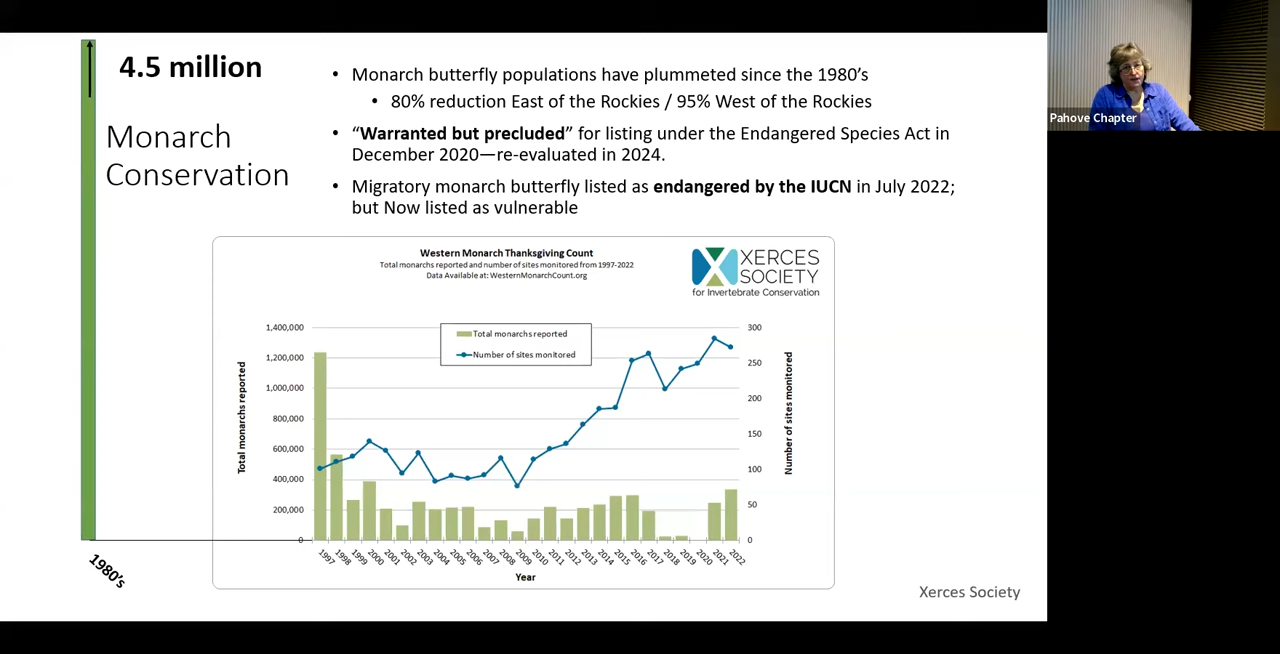 4.5 million
Monarch
Conservation
• Monarch butterfly populations have plummeted since the 1980’s
• 80% reduction East of the Rockies / 95% West of the Rockies
• “Warranted but precluded” for listing under the Endangered Species Act in
December 2020—re-evaluated in 2024.
• Migratory monarch butterfly listed as endangered by the IUCN in July 2022;
but Now listed as vulnerable
Pahove Chapter
Western Monarch Thanksgiving Count
Total monarchs reported and number of sites monitored from 1997-2022
Data Available at: WesternMonarchCount.org
XERCES
SOCIETY
for Invertebrate Conservation
Total monarchs reported
Number of sites monitored
Total monarchs reported
1,400,000
1,200,000
1,000,000
800,000
600,000
400,000
200,000
0
300
250
200
150
100
50
0
Number of sites monitored
1997
1998
1999
2000
2001
2002
2003
2004
2005
2006
2007
2008
2009
2010
2011
2012
2013
2014
2015
2016
2017
2018
2019
2020
2021
2022
Year
1980’s
Xerces Society